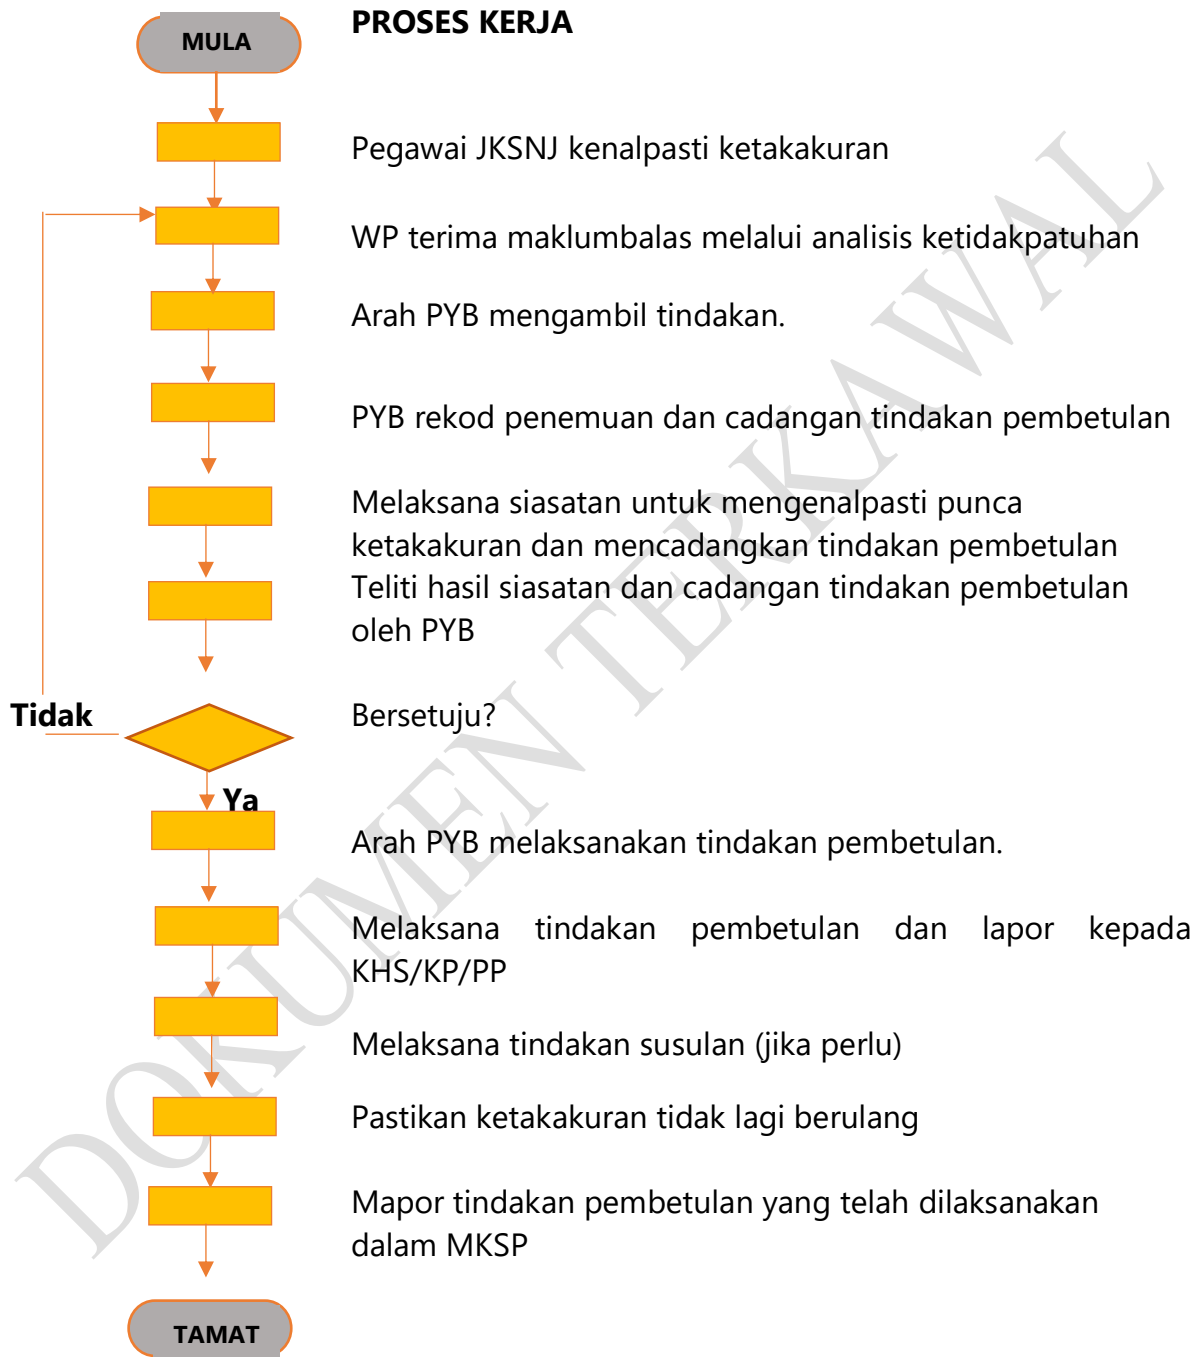 PROSES KERJA
MULA
Pegawai JKSNJ kenalpasti ketakakuran
WP terima maklumbalas melalui analisis ketidakpatuhan
Arah PYB mengambil tindakan.
PYB rekod penemuan dan cadangan tindakan pembetulan
Melaksana siasatan untuk mengenalpasti punca
ketakakuran dan mencadangkan tindakan pembetulan
Teliti hasil siasatan dan cadangan tindakan pembetulan
oleh PYB
Tidak
Bersetuju?
Ya
Arah PYB melaksanakan tindakan pembetulan.
Melaksana tindakan pembetulan dan lapor kepada
KHS/KP/PP
Melaksana tindakan susulan (jika perlu)
Pastikan ketakakuran tidak lagi berulang
Mapor tindakan pembetulan yang telah dilaksanakan
dalam MKSP
TAMAT
DOKUMEN TERKAWAL